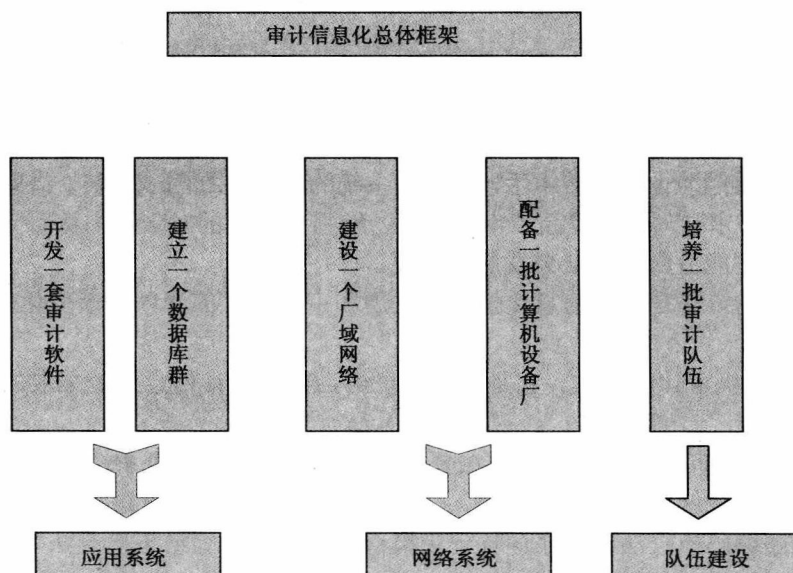 审计信息化总体框架
开发一套审计软件
建立一个数据库群
建设一个厂域网络
配备一批计算机设备厂
培养一批审计队伍
应用系统
网络系统
队伍建设